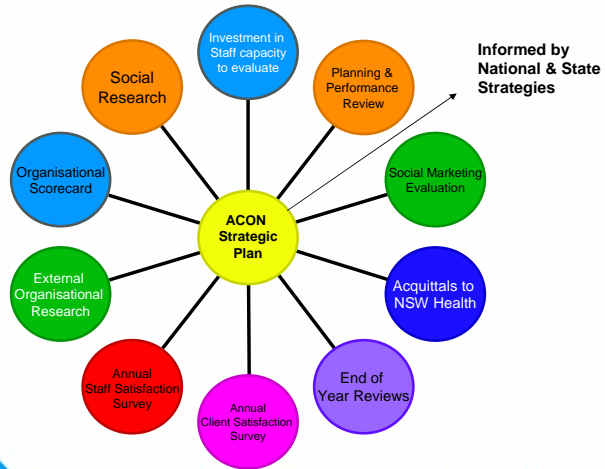 Investment in
Staff capacity
to evaluate
Informed by
National & State
Strategies
Social
Research
Planning &
Performance
Review
Organisational
Scorecard
Social Marketing
Evaluation
ACON
Strategic
Plan
External
Organisational
Research
Acquittals to
NSW Health
Annual
Staff Satisfaction
Survey
End of
Year Reviews
Annual
Client Satisfaction
Survey